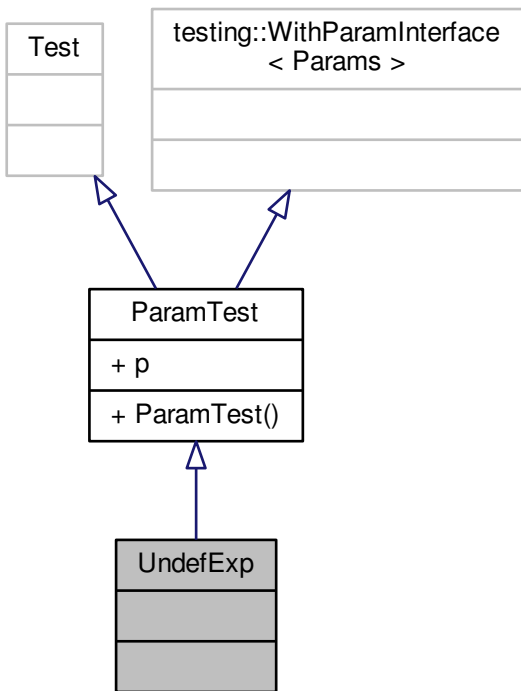 Test
testing::WithParamInterface
< Params >
ParamTest
+ p
+ ParamTest()
UndefExp